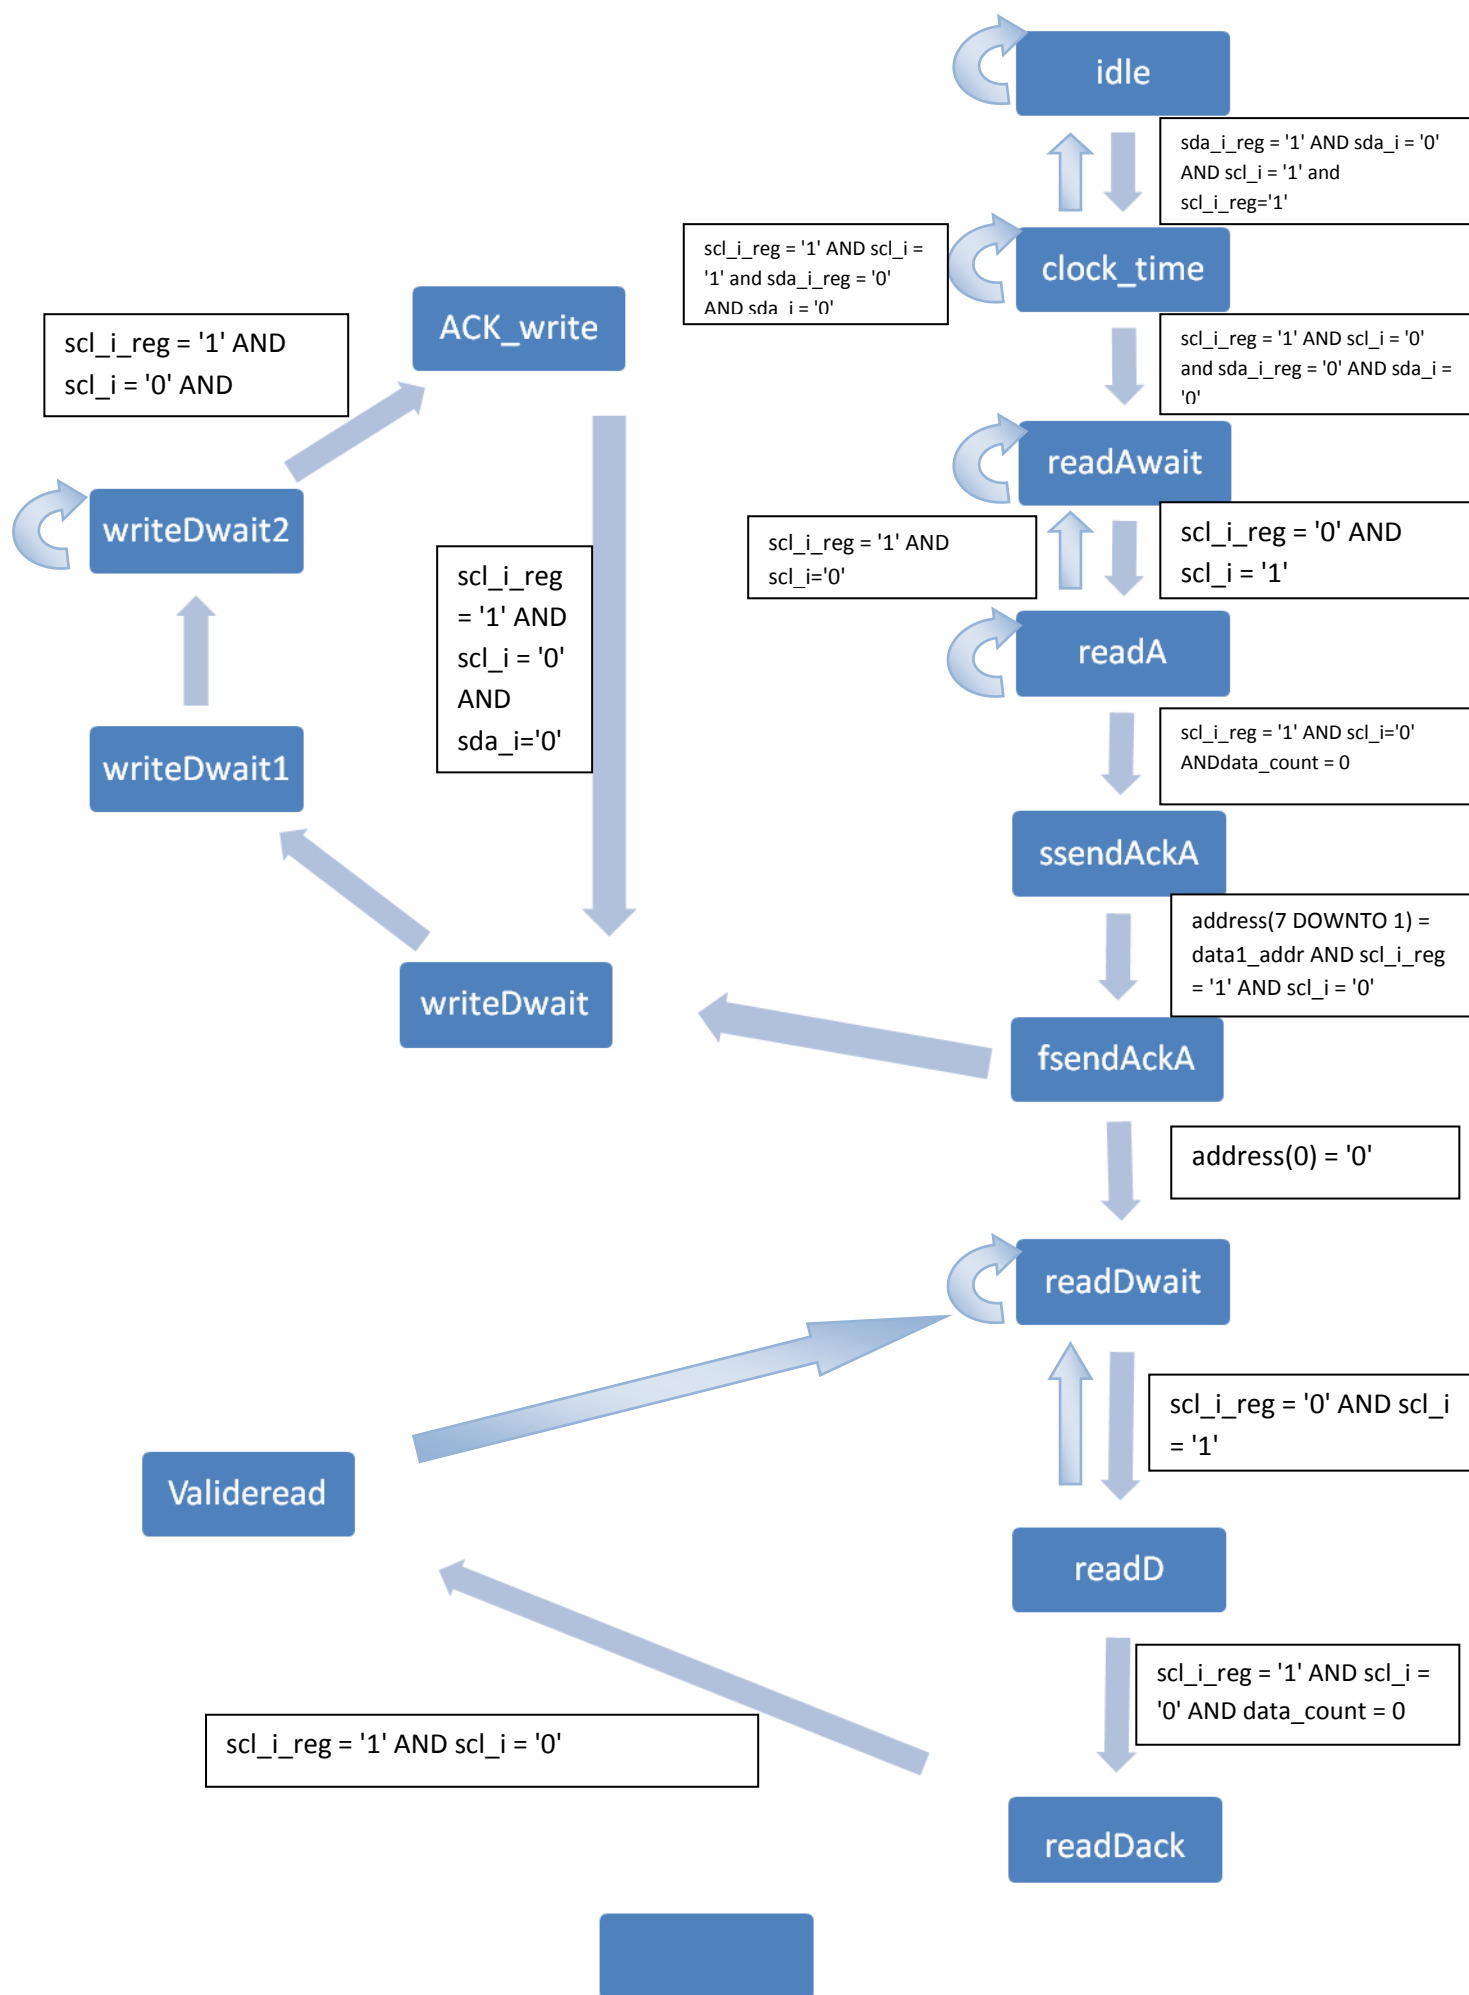 idle
sda_i_reg = '1' AND sda_i = '0'
AND scl_i = '1' and
scl_i_reg='1'
scl_i_reg = '1' AND scl_i =
'1' and sda_i_reg = '0'
AND sda_i = '0'
clock_time
ACK_write
scl_i_reg = '1' AND
scl_i = '0' AND
scl_i_reg = '1' AND scl_i = '0'
and sda_i_reg = '0' AND sda_i =
'0'
readAwait
writeDwait2
scl_i_reg = '1' AND
scl_i='0'
scl_i_reg = '0' AND
scl_i = '1'
scl_i_reg
= '1' AND
scl_i = '0'
AND
sda_i='0'
readA
writeDwait1
scl_i_reg = '1' AND scl_i='0'
ANDdata_count = 0
ssendAckA
address(7 DOWNTO 1) =
data1_addr AND scl_i_reg
= '1' AND scl_i = '0'
writeDwait
fsendAckA
address(0) = '0'
readDwait
scl_i_reg = '0' AND scl_i
= '1'
Valideread
readD
scl_i_reg = '1' AND scl_i =
'0' AND data_count = 0
scl_i_reg = '1' AND scl_i = '0'
readDack